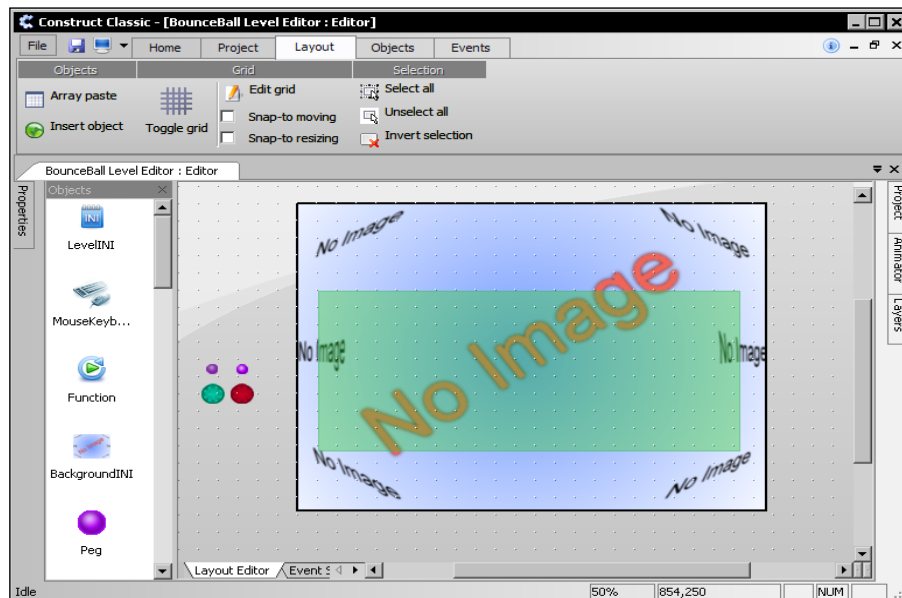 Construct Classic - [BounceBall Level Editor : Editor]
File Home Project Layout Objects Events
Objects Grid Selection
Array paste
Insert object
Toggle grid
Edit grid
Snap-to moving
Snap-to resizing
Select all
Unselect all
Invert selection
BounceBall Level Editor : Editor
Properties
Objects
INI
LevelINI
MouseKeyb...
Function
BackgroundINI
Peg
No Image
No Image
No Image
No Image
No Image
No Image
No Image
Project
Animator
Layers
Layout Editor Event S
Idle 50% 854,250 NUM